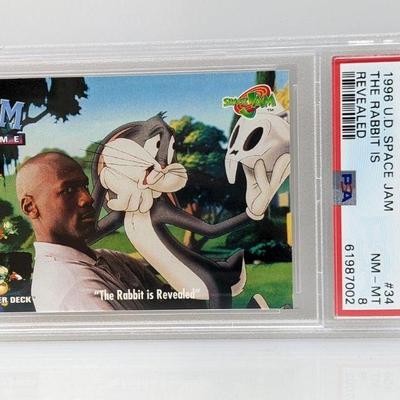 SPACE JAM
TM
"The Rabbit is Revealed"
1996 U.D. SPACE JAM
THE RABBIT IS
REVEALED
PSA
#34
NM - MT 8
61987002